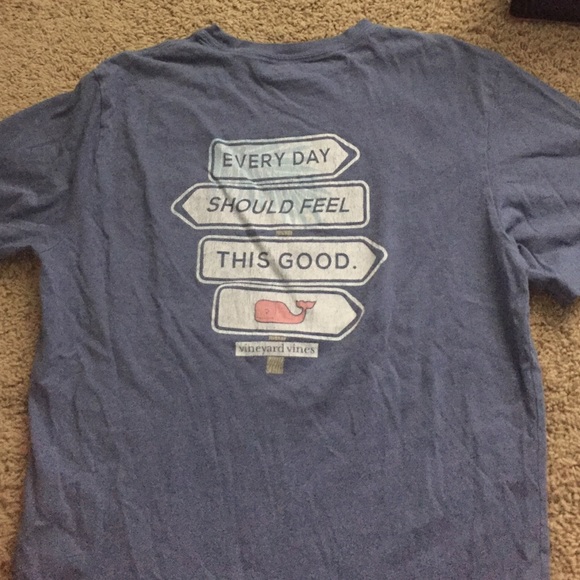 EVERY DAY
SHOULD FEEL
THIS GOOD.
vineyard vines